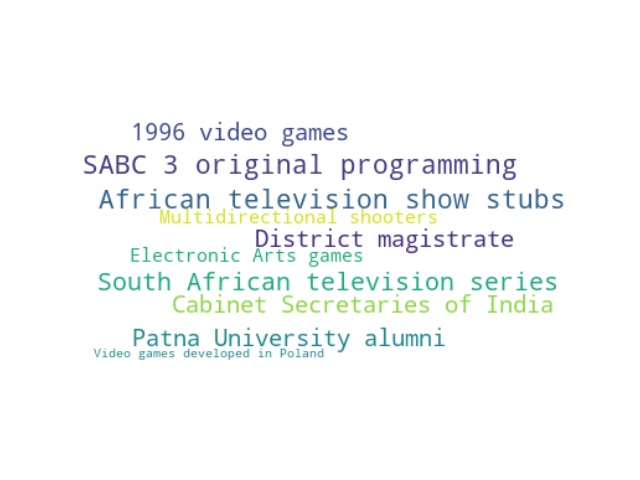 1996 video games
SABC 3 original programming
African television show stubs
Multidirectional shooters
District magistrate
Electronic Arts games
South African television series
Cabinet Secretaries of India
Patna University alumni
Video games developed in Poland